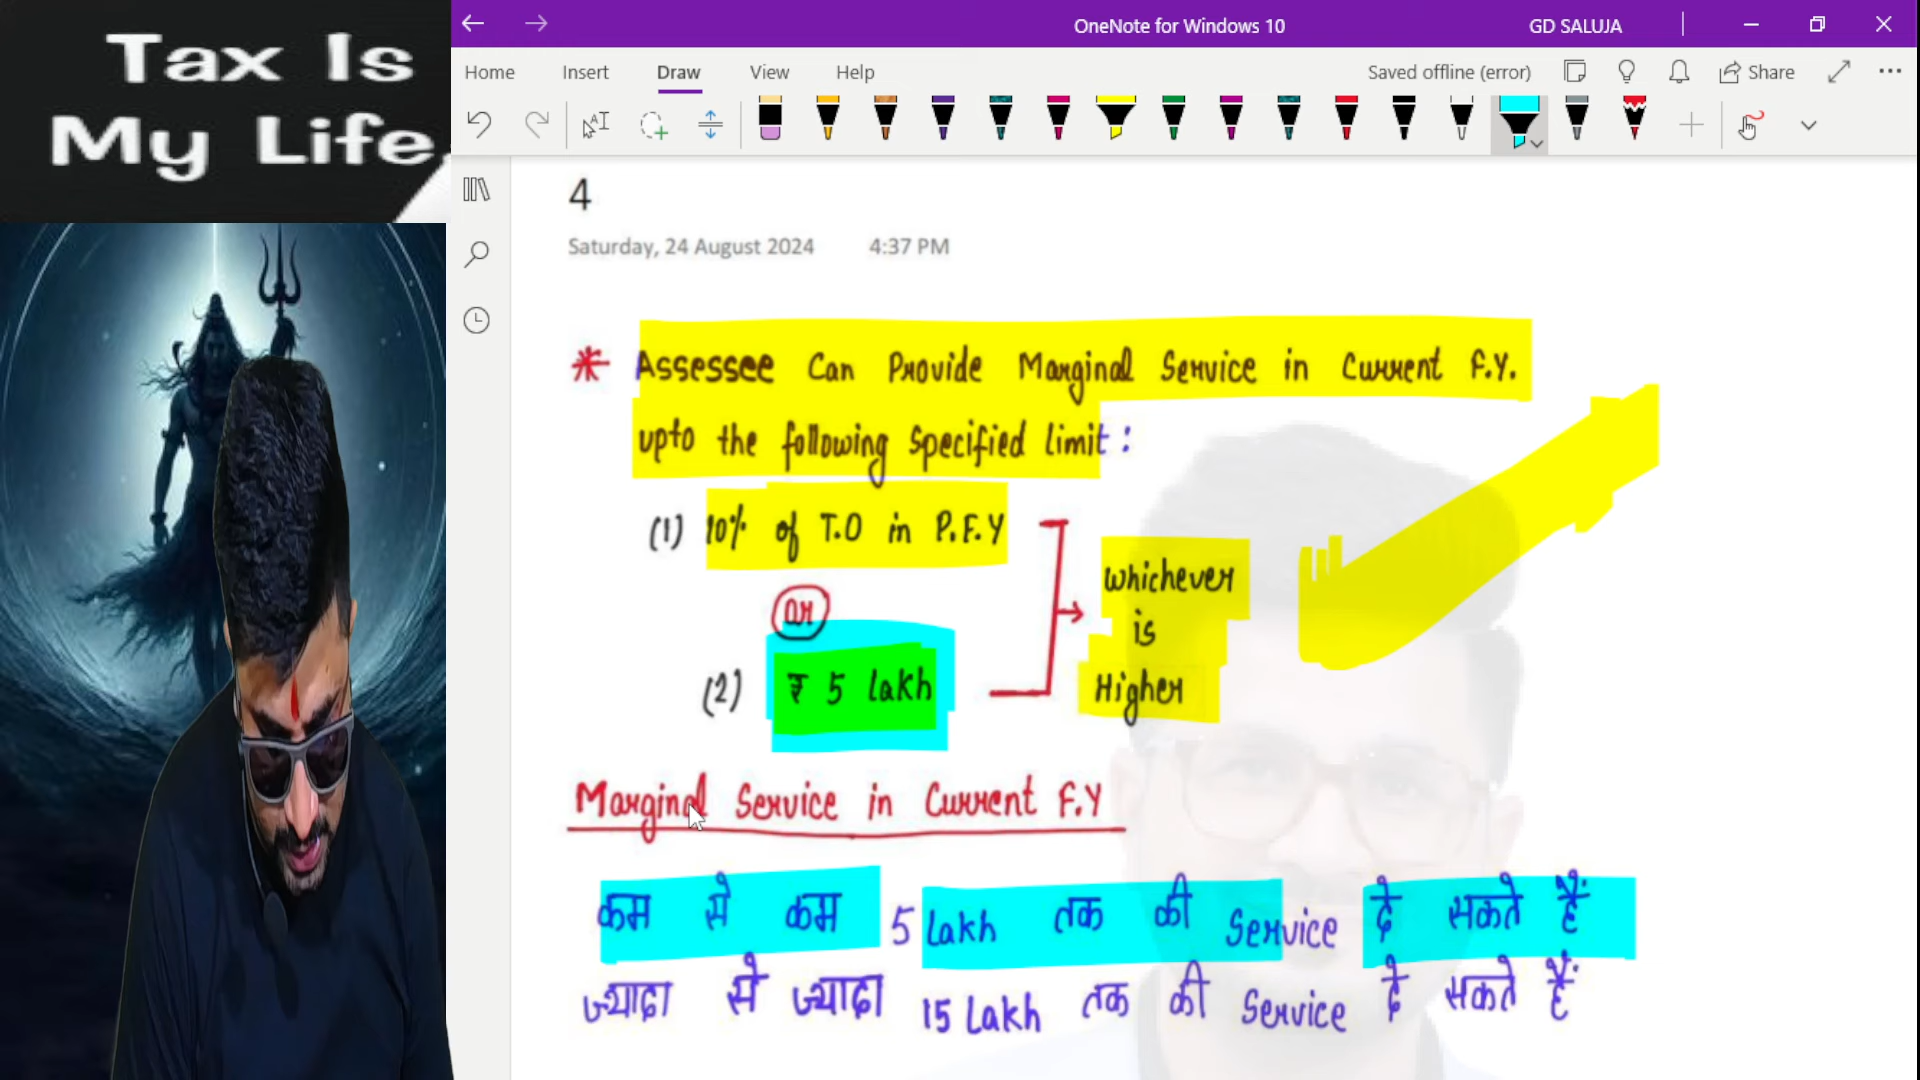 Tax Is
My Life.
OneNote for Windows 10
GD SALUJA
Home Insert Draw View Help
Saved offline (error)
Share
4
Saturday, 24 August 2024 4:37 PM
* Assessee Can Provide Marginal Service in Current F.Y.
upto the following specified limit :
(1) 10% of T.O in P.F.Y
or
whichever
is
Higher
(2) ₹ 5 lakh
Marginal Service in Current F.Y
कम से कम 5 Lakh तक की Service दे सकते हैं
ज्यादा से ज्यादा 15 Lakh तक की Service दे सकते हैं